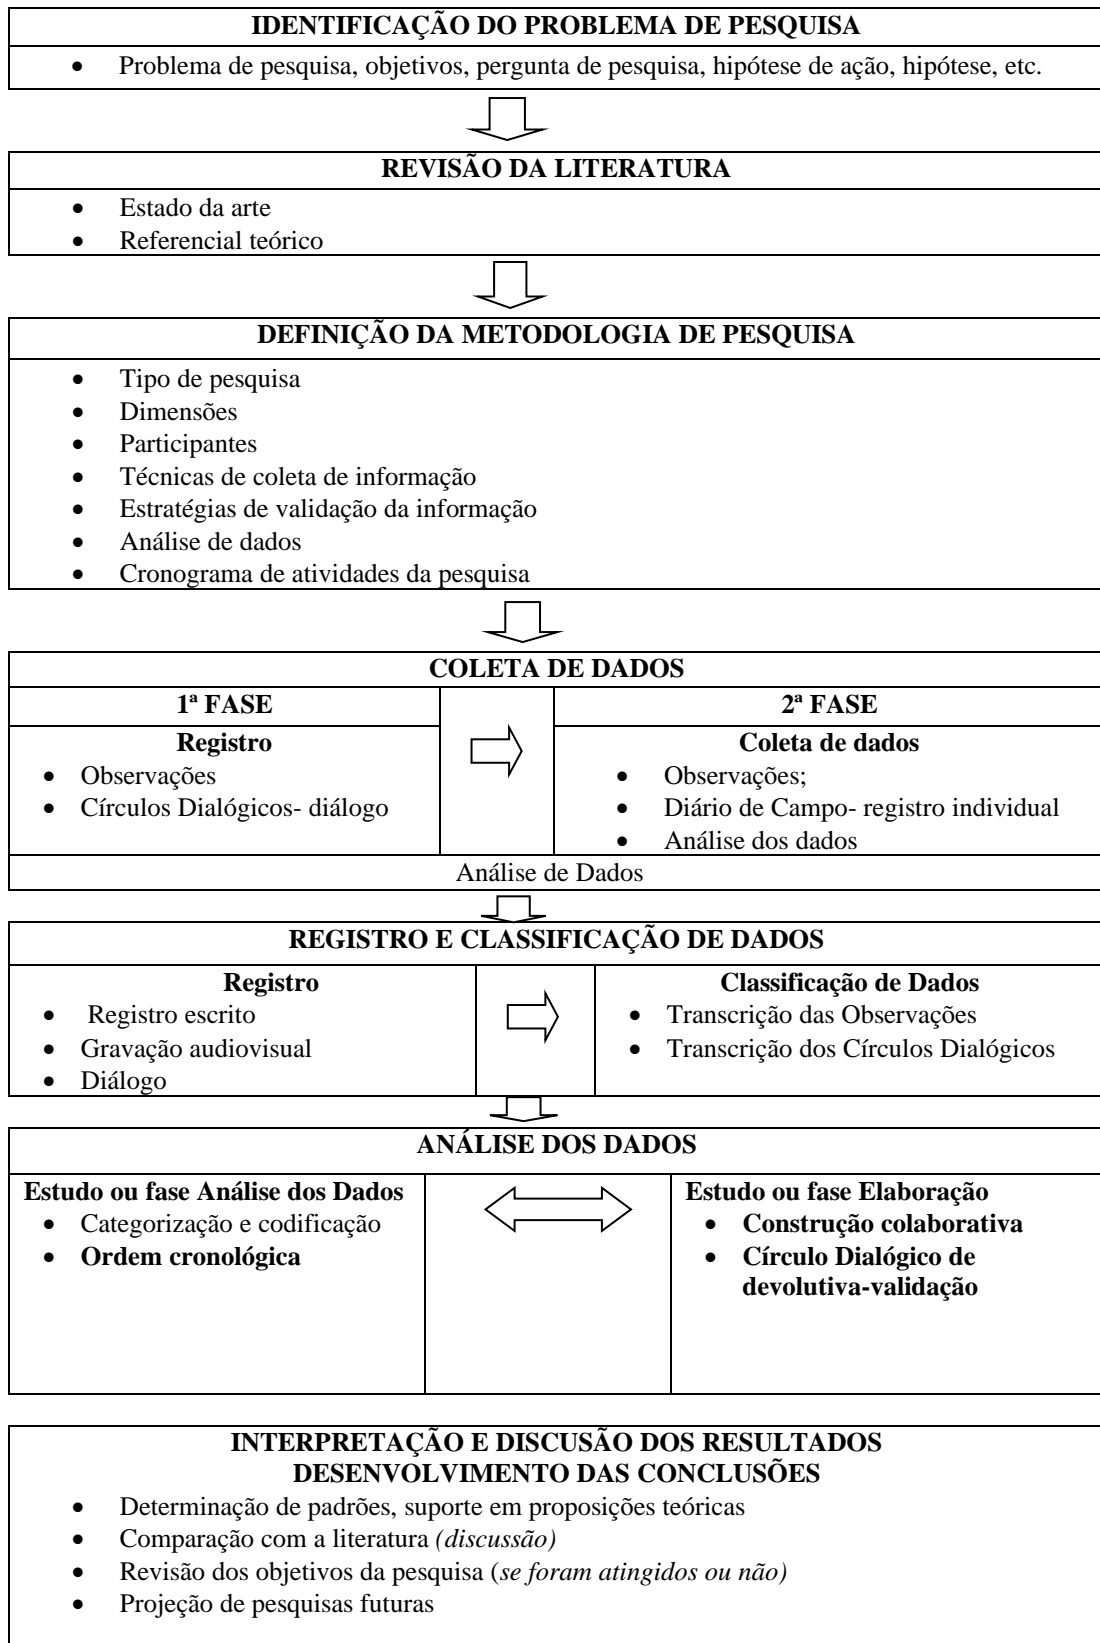 IDENTIFICAÇÃO DO PROBLEMA DE PESQUISA
• Problema de pesquisa, objetivos, pergunta de pesquisa, hipótese de ação, hipótese, etc.
REVISÃO DA LITERATURA
• Estado da arte
• Referencial teórico
DEFINIÇÃO DA METODOLOGIA DE PESQUISA
• Tipo de pesquisa
• Dimensões
• Participantes
• Técnicas de coleta de informação
• Estratégias de validação da informação
• Análise de dados
• Cronograma de atividades da pesquisa
COLETA DE DADOS
1ª FASE
Registro
• Observações
• Círculos Dialógicos- diálogo
2ª FASE
Coleta de dados
• Observações;
• Diário de Campo- registro individual
• Análise dos dados
Análise de Dados
REGISTRO E CLASSIFICAÇÃO DE DADOS
Registro
• Registro escrito
• Gravação audiovisual
• Diálogo
Classificação de Dados
• Transcrição das Observações
• Transcrição dos Círculos Dialógicos
ANÁLISE DOS DADOS
Estudo ou fase Análise dos Dados
• Categorização e codificação
• Ordem cronológica
Estudo ou fase Elaboração
• Construção colaborativa
• Círculo Dialógico de
devolutiva-validação
INTERPRETAÇÃO E DISCUSÃO DOS RESULTADOS
DESENVOLVIMENTO DAS CONCLUSÕES
• Determinação de padrões, suporte em proposições teóricas
• Comparação com a literatura (discussão)
• Revisão dos objetivos da pesquisa (se foram atingidos ou não)
• Projeção de pesquisas futuras